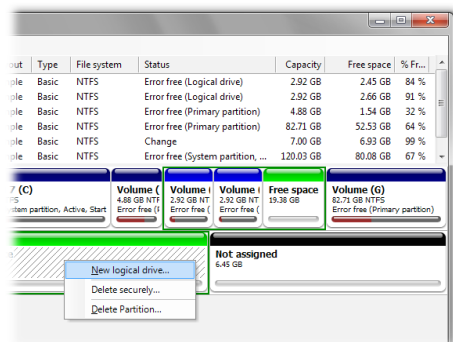 out Type File system Status Capacity Free space % Fr...
ple Basic NTFS Error free (Logical drive) 2.92 GB 2.45 GB 84 %
ple Basic NTFS Error free (Logical drive) 2.92 GB 2.66 GB 91 %
ple Basic NTFS Error free (Primary partition) 4.88 GB 1.54 GB 32 %
ple Basic NTFS Error free (Primary partition) 82.71 GB 52.53 GB 64 %
ple Basic NTFS Change 7.00 GB 6.93 GB 99 %
ple Basic NTFS Error free (System partition, ... 120.03 GB 80.08 GB 67 %
7 (C) Volume ( Volume ( Volume ( Free space Volume (G)
FS 4.88 GB NTF 2.92 GB NT 2.92 GB NT 19.38 GB 82.71 GB NTFS
stem partition, Active, Start Error free (F Error free ( Error free ( Error free (Primary partition)
Not assigned
6.45 GB
New logical drive...
Delete securely...
Delete Partition...